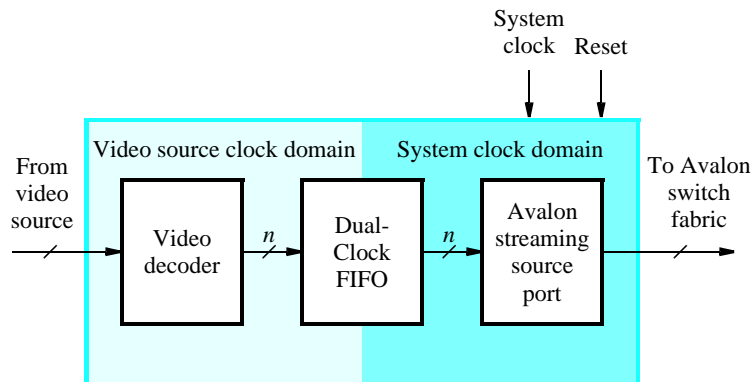 System
clock
Reset
Video source clock domain
System clock domain
From
video
source
To Avalon
switch
fabric
Video
decoder
n
Dual-
Clock
FIFO
n
Avalon
streaming
source
port